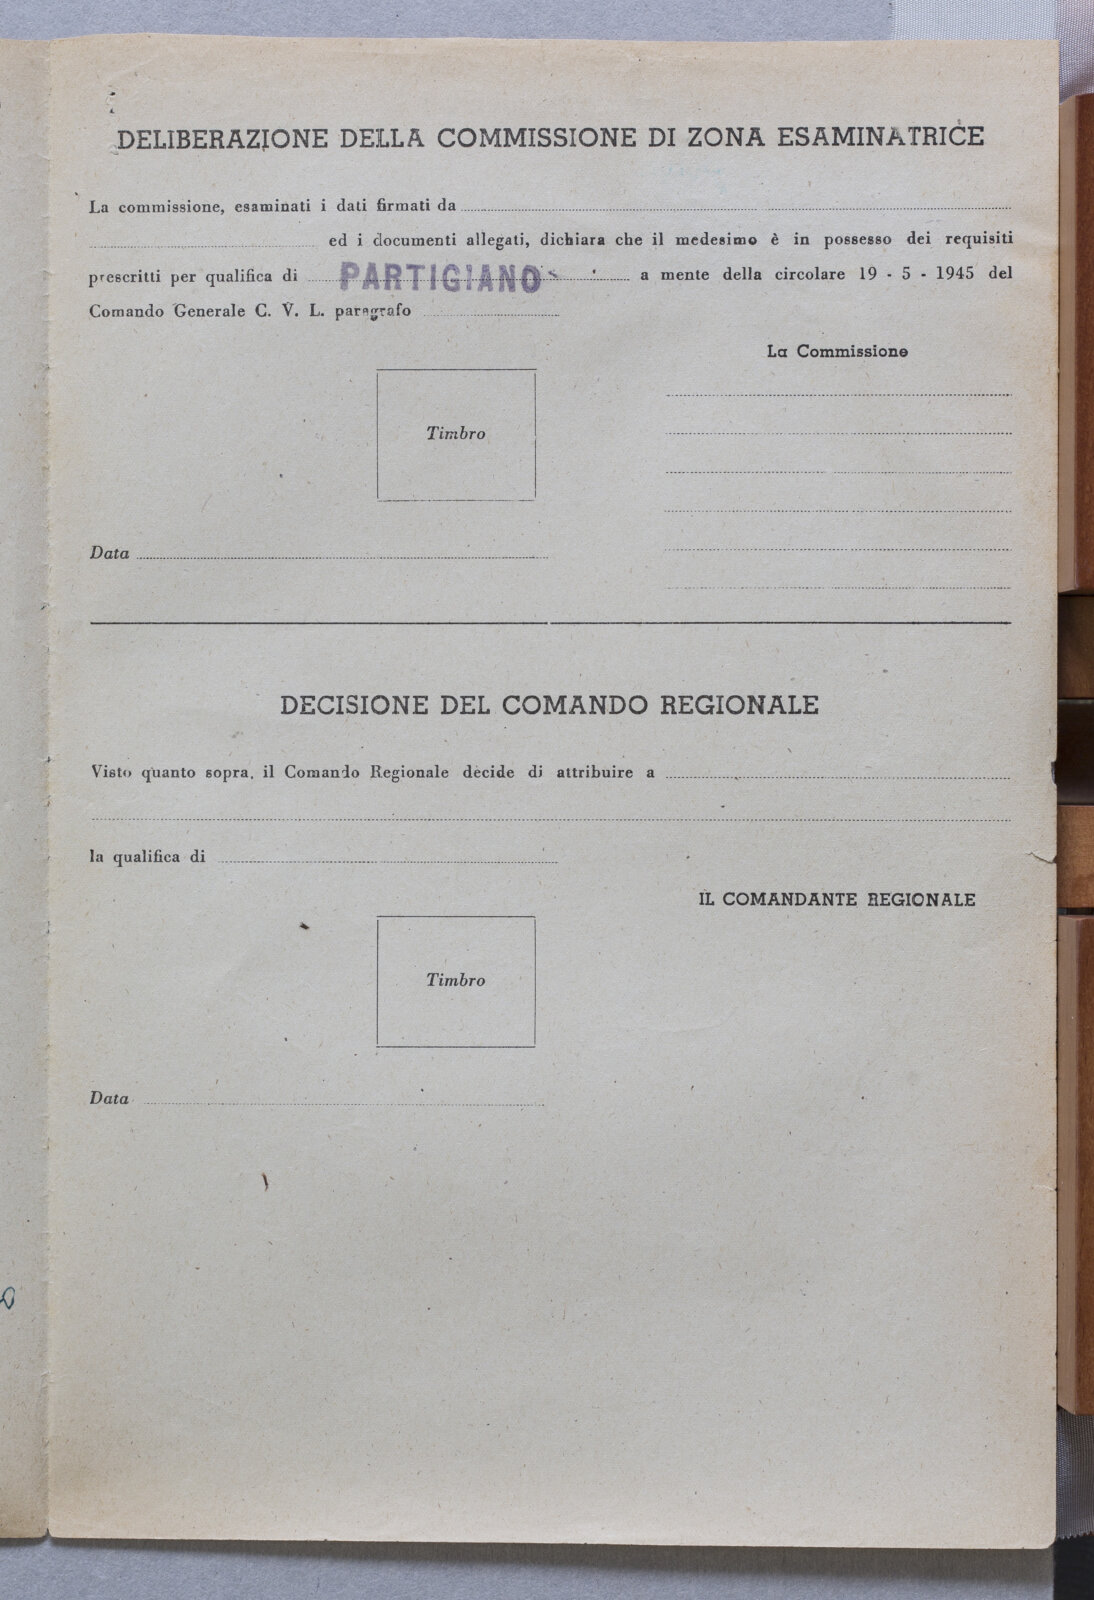 DELIBERAZIONE DELLA COMMISSIONE DI ZONA ESAMINATRICE
La commissione, esaminati i dati firmati da
ed i documenti allegati, dichiara che il medesimo è in possesso dei requisiti
prescritti per qualifica di PARTIGIANO a mente della circolare 19 - 5 - 1945 del
Comando Generale C. V. L. paragrafo
La Commissione
Timbro
Data
DECISIONE DEL COMANDO REGIONALE
Visto quanto sopra, il Comando Regionale decide di attribuire a
la qualifica di
IL COMANDANTE REGIONALE
Timbro
Data